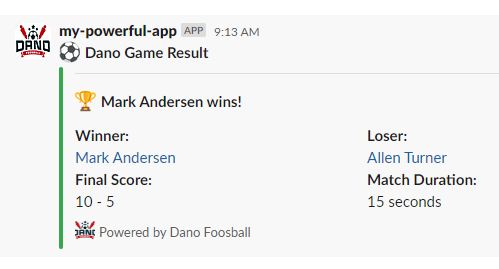 DANO
my-powerful-app APP 9:13 AM
Dano Game Result
Mark Andersen wins!
Winner:
Mark Andersen
Loser:
Allen Turner
Final Score:
10 - 5
Match Duration:
15 seconds
DANO
Powered by Dano Foosball